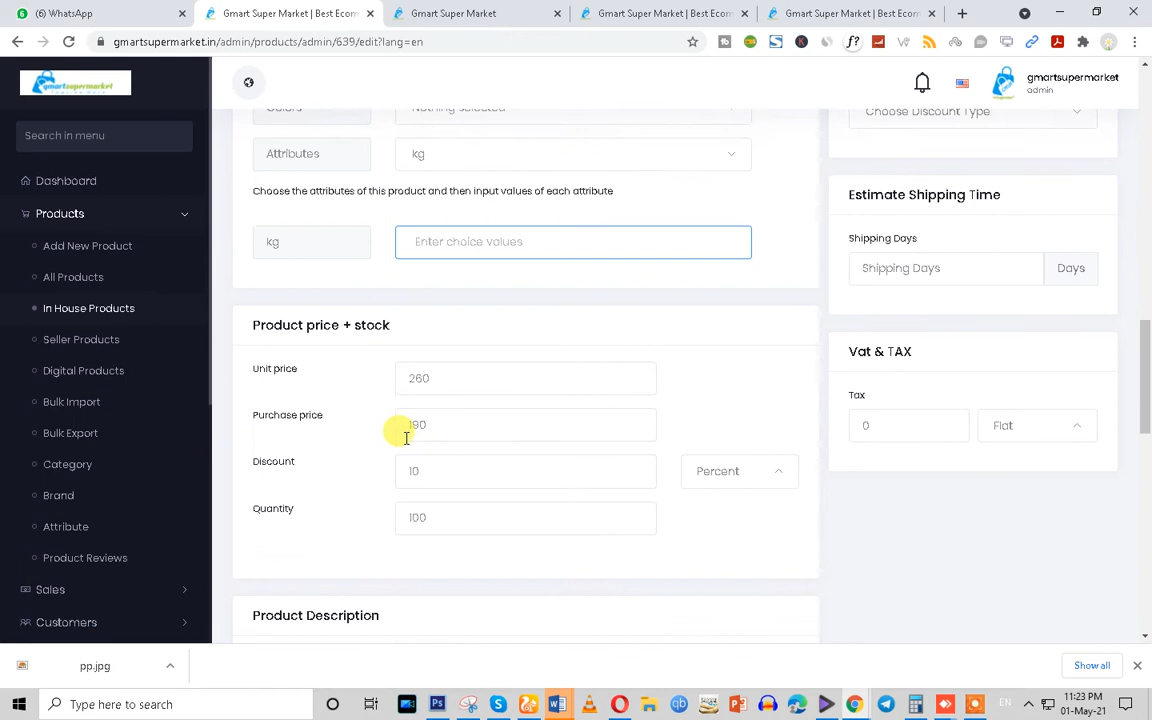 (6) WhatsApp
Gmart Super Market | Best Ecom
Gmart Super Market
Gmart Super Market | Best Ecom
Gmart Super Market | Best Ecom
gmartsupermarket.in/admin/products/admin/639/edit?lang=en
gmartsupermarket
gmartsupermarket
admin
Search in menu
Dashboard
Products
Add New Product
All Products
In House Products
Seller Products
Digital Products
Bulk Import
Bulk Export
Category
Brand
Attribute
Product Reviews
Sales
Customers
Colors
Nothing selected
Attributes
kg
Choose the attributes of this product and then input values of each attribute
kg
Enter choice values
Product price + stock
Unit price
260
Purchase price
190
Discount
10
Percent
Quantity
100
Product Description
Choose Discount Type
Estimate Shipping Time
Shipping Days
Shipping Days
Days
Vat & TAX
Tax
0
Flat
pp.jpg
Show all
Type here to search
EN
11:23 PM
01-May-21